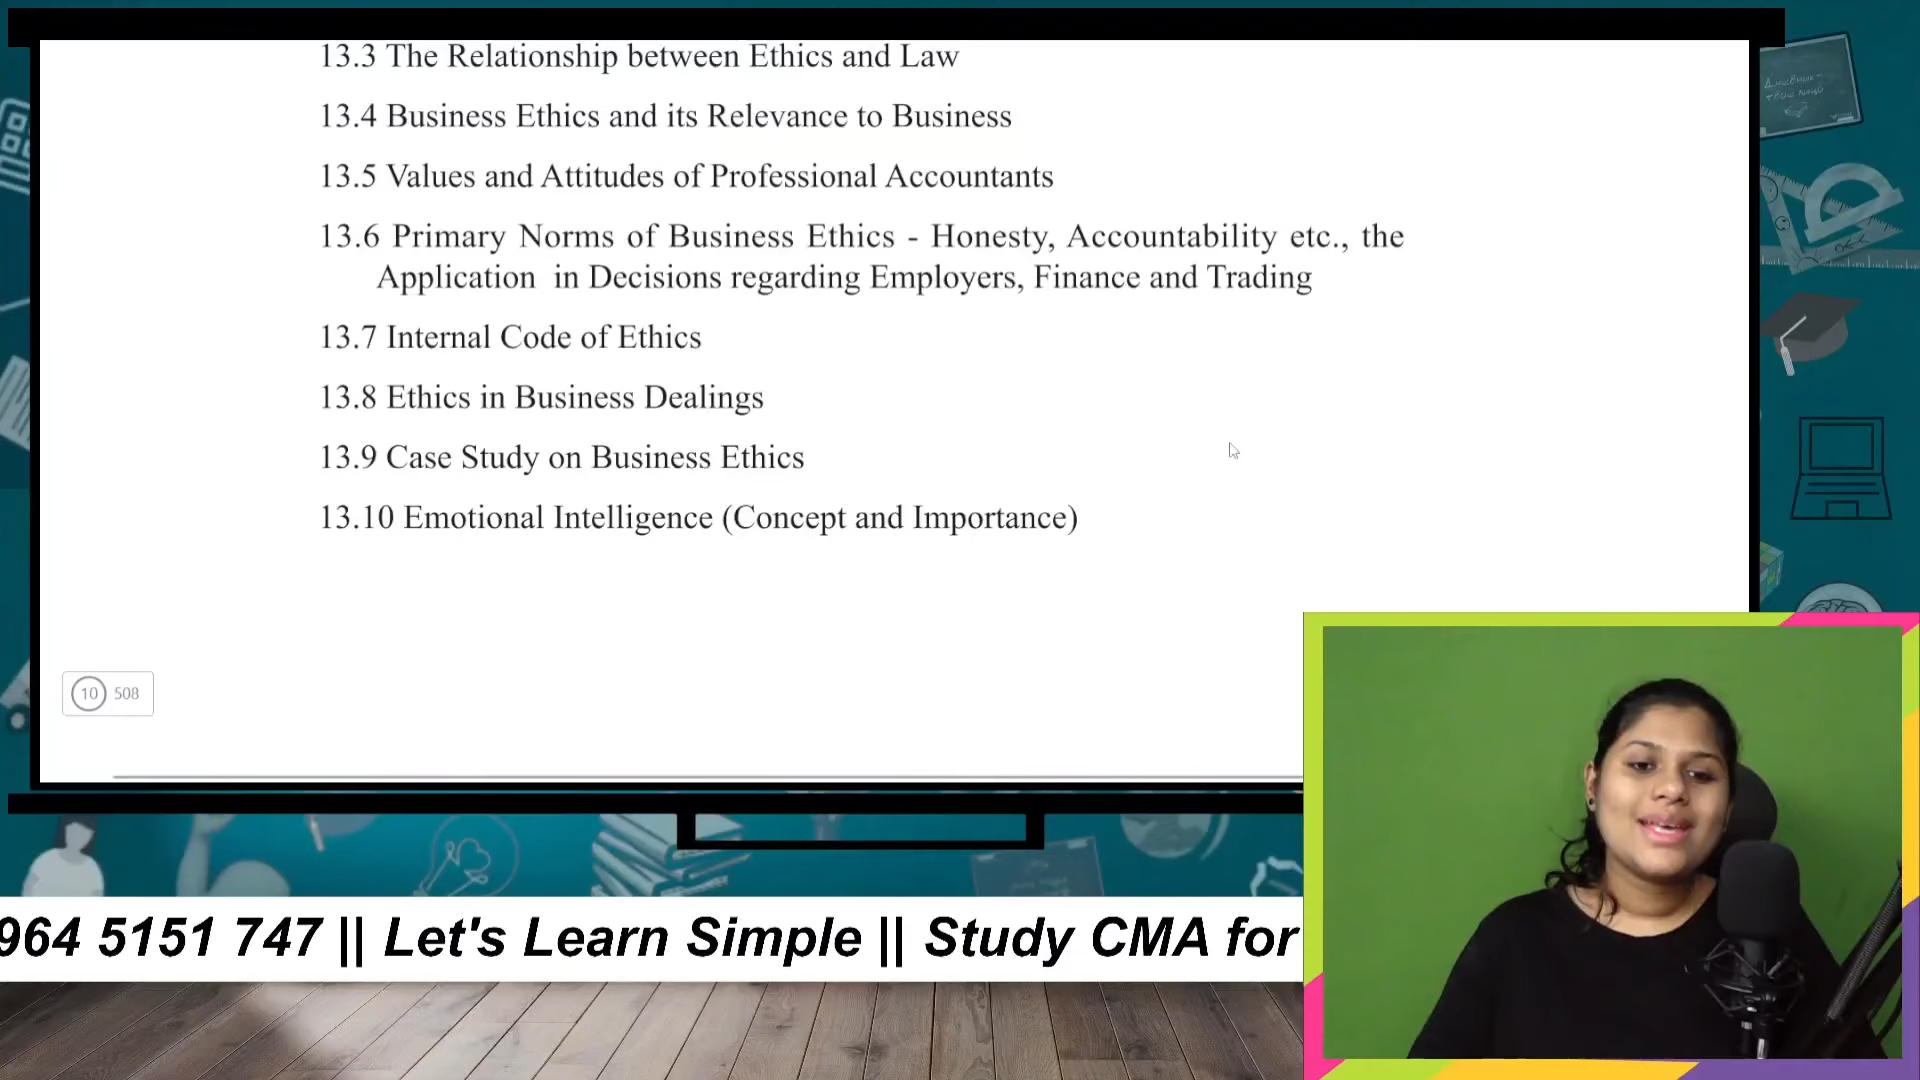 13.3 The Relationship between Ethics and Law
13.4 Business Ethics and its Relevance to Business
13.5 Values and Attitudes of Professional Accountants
13.6 Primary Norms of Business Ethics - Honesty, Accountability etc., the
Application in Decisions regarding Employers, Finance and Trading
13.7 Internal Code of Ethics
13.8 Ethics in Business Dealings
13.9 Case Study on Business Ethics
13.10 Emotional Intelligence (Concept and Importance)
10 508
964 5151 747 || Let's Learn Simple || Study CMA for